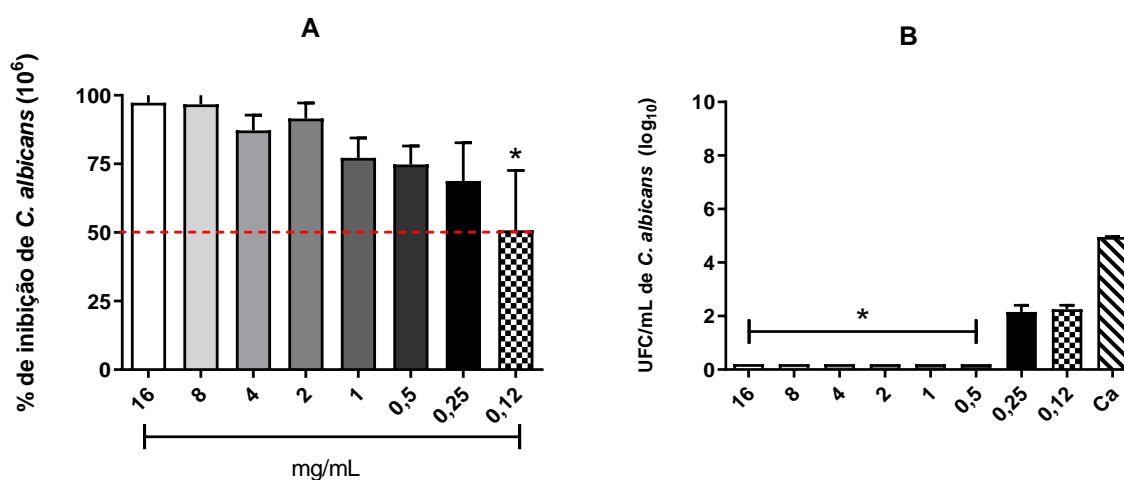 A
% de inibição de C. albicans (10⁶)
100
75
50
25
0
*
16 8 4 2 1 0,5 0,25 0,12
mg/mL
B
UFC/mL de C. albicans (log₁₀)
10
8
6
4
2
0
*
16 8 4 2 1 0,5 0,25 0,12 Ca